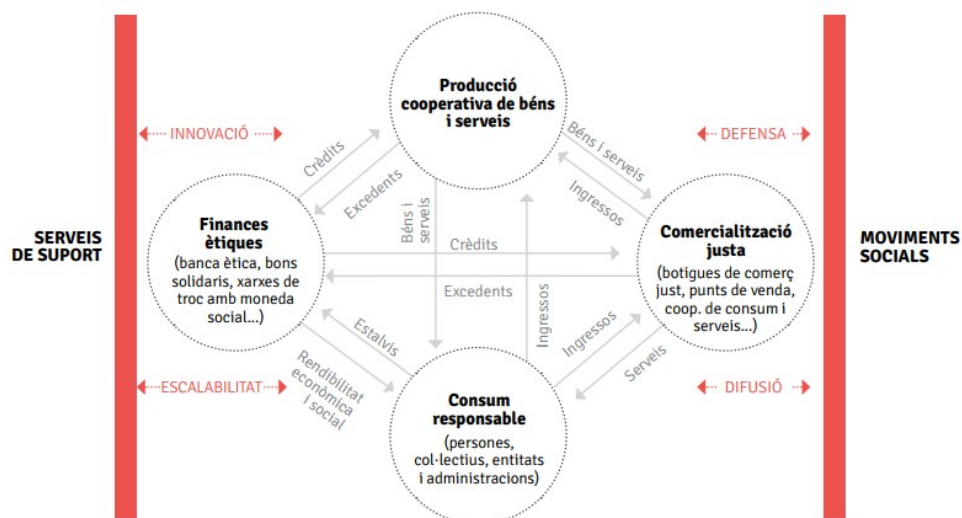 Producció
cooperativa de béns
i serveis
INNOVACIÓ
DEFENSA
Crèdits
Excedents
Béns i serveis
Ingressos
Béns i
serveis
SERVEIS
DE SUPORT
Finances
ètiques
(banca ètica, bons
solidaris, xarxes de
troc amb moneda
social...)
Crèdits
Excedents
Comercialització
justa
(botigues de comerç
just, punts de venda,
coop. de consum i
serveis...)
MOVIMENTS
SOCIALS
Estalvis
Rendibilitat
econòmica
i social
Ingressos
Ingressos
Serveis
ESCALABILITAT
DIFUSIÓ
Consum
responsable
(persones,
col·lectius, entitats
i administracions)